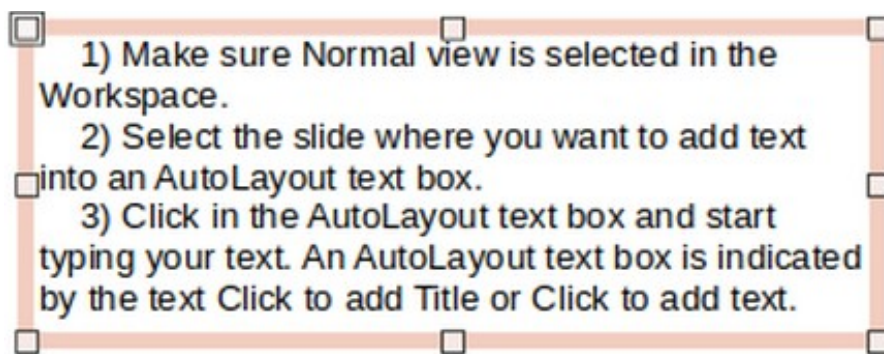 1) Make sure Normal view is selected in the
Workspace.
2) Select the slide where you want to add text
into an AutoLayout text box.
3) Click in the AutoLayout text box and start
typing your text. An AutoLayout text box is indicated
by the text Click to add Title or Click to add text.